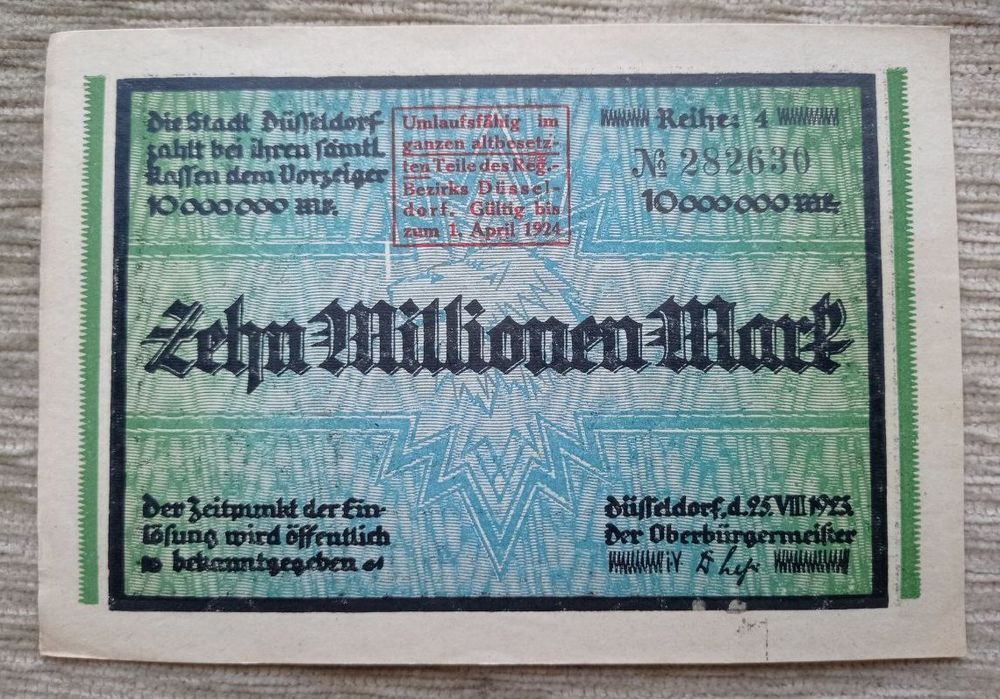 Die Stadt Düsseldorf
zahlt bei ihren sämtl.
Kassen dem Vorzeiger
10 000 000 Mk.
Umlaufsfähig im
ganzen altbesetz-
ten Teile des Reg.-
Bezirks Düssel-
dorf. Gültig bis
zum 1. April 1924
Reihe: 4
№ 282630
10 000 000 Mk.
Zehn=Millionen=Mark
Der Zeitpunkt der Ein-
lösung wird öffentlich
bekanntgegeben
Düsseldorf, d. 25. VIII 1923.
Der Oberbürgermeister
i.V